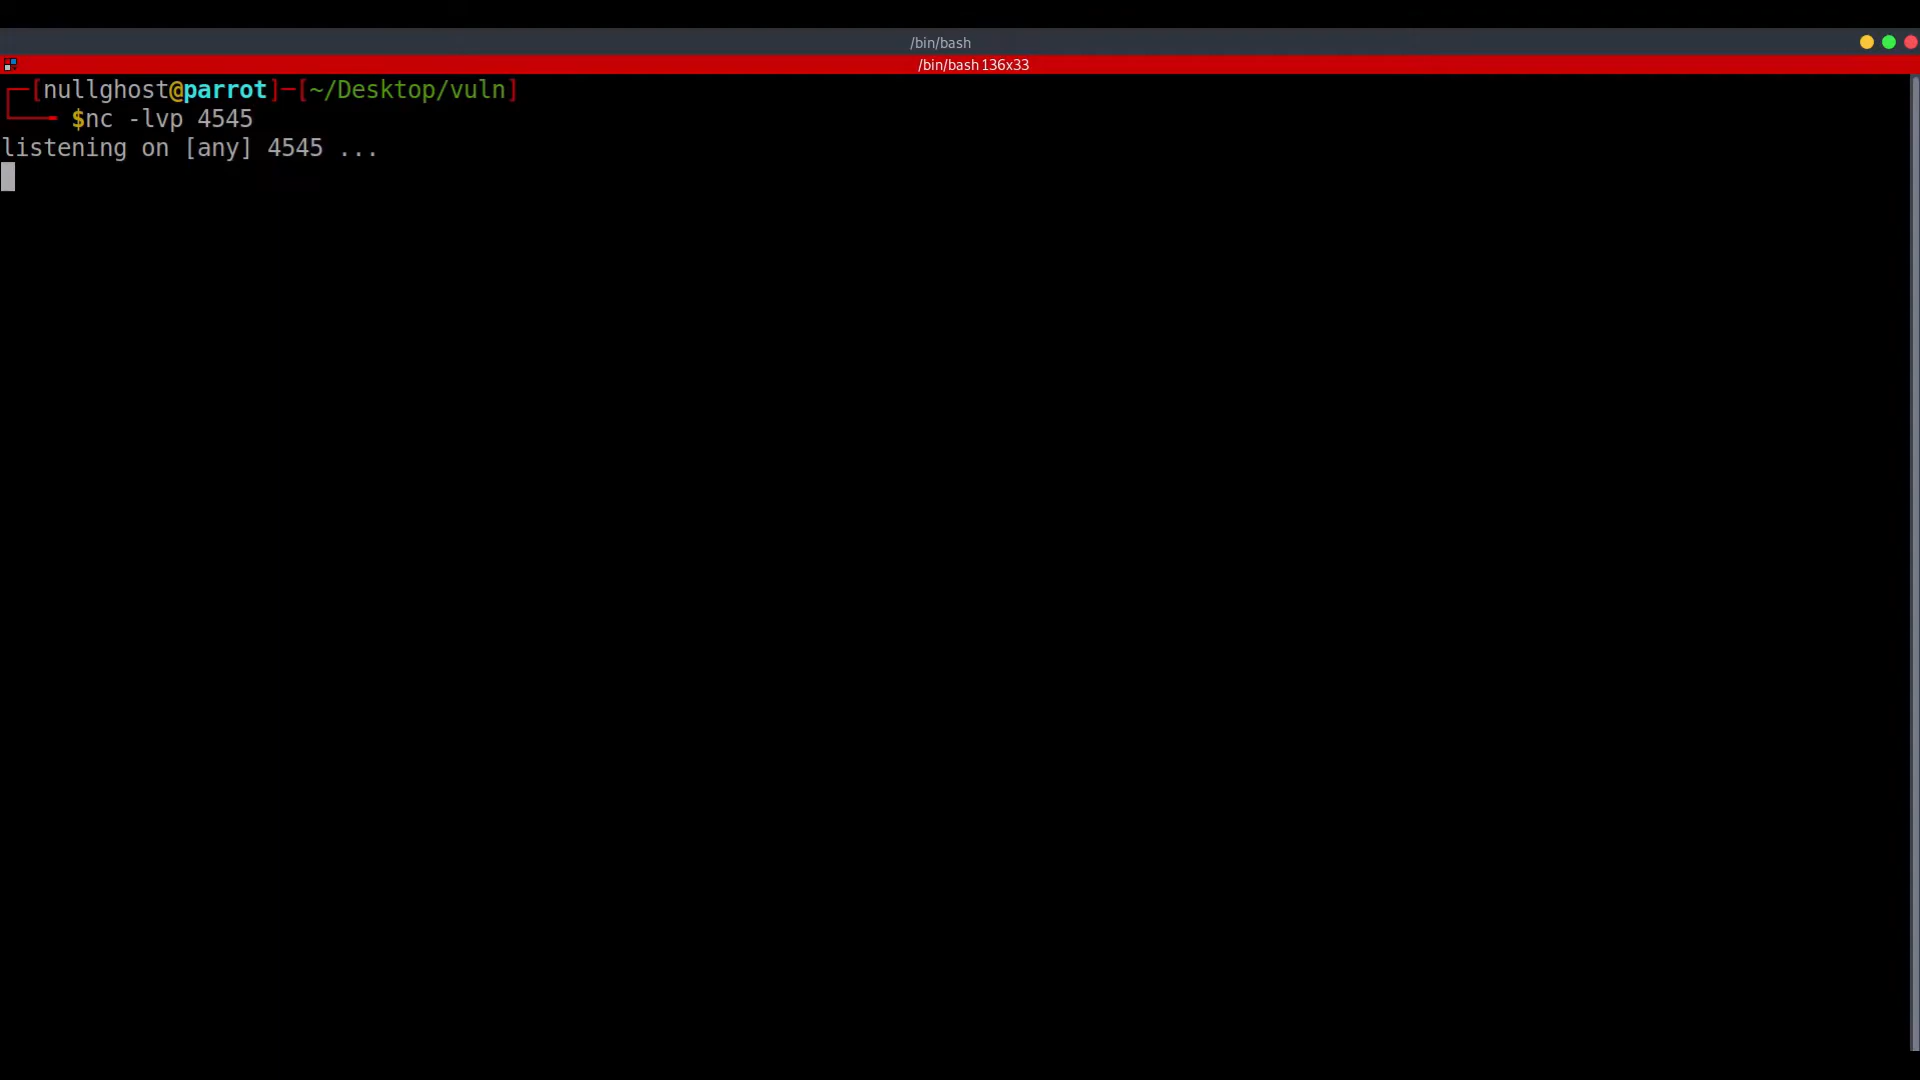 /bin/bash
/bin/bash 136x33
┌─[nullghost@parrot]─[~/Desktop/vuln]
└──╼ $nc -lvp 4545
listening on [any] 4545 ...